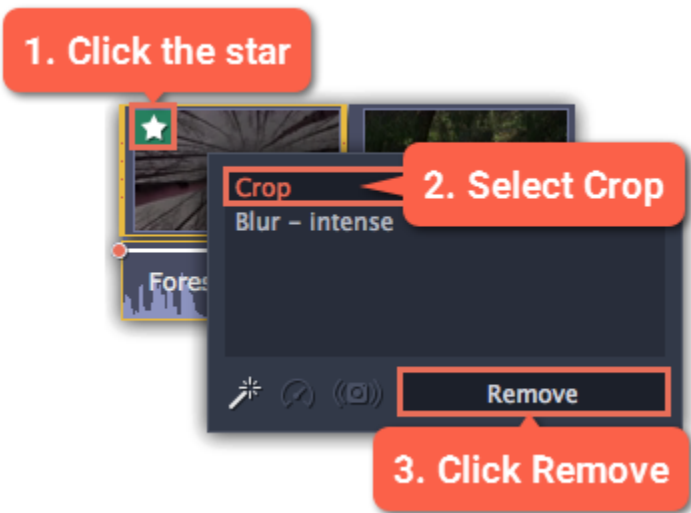 1. Click the star
Crop
2. Select Crop
Blur – intense
Fores
Remove
3. Click Remove